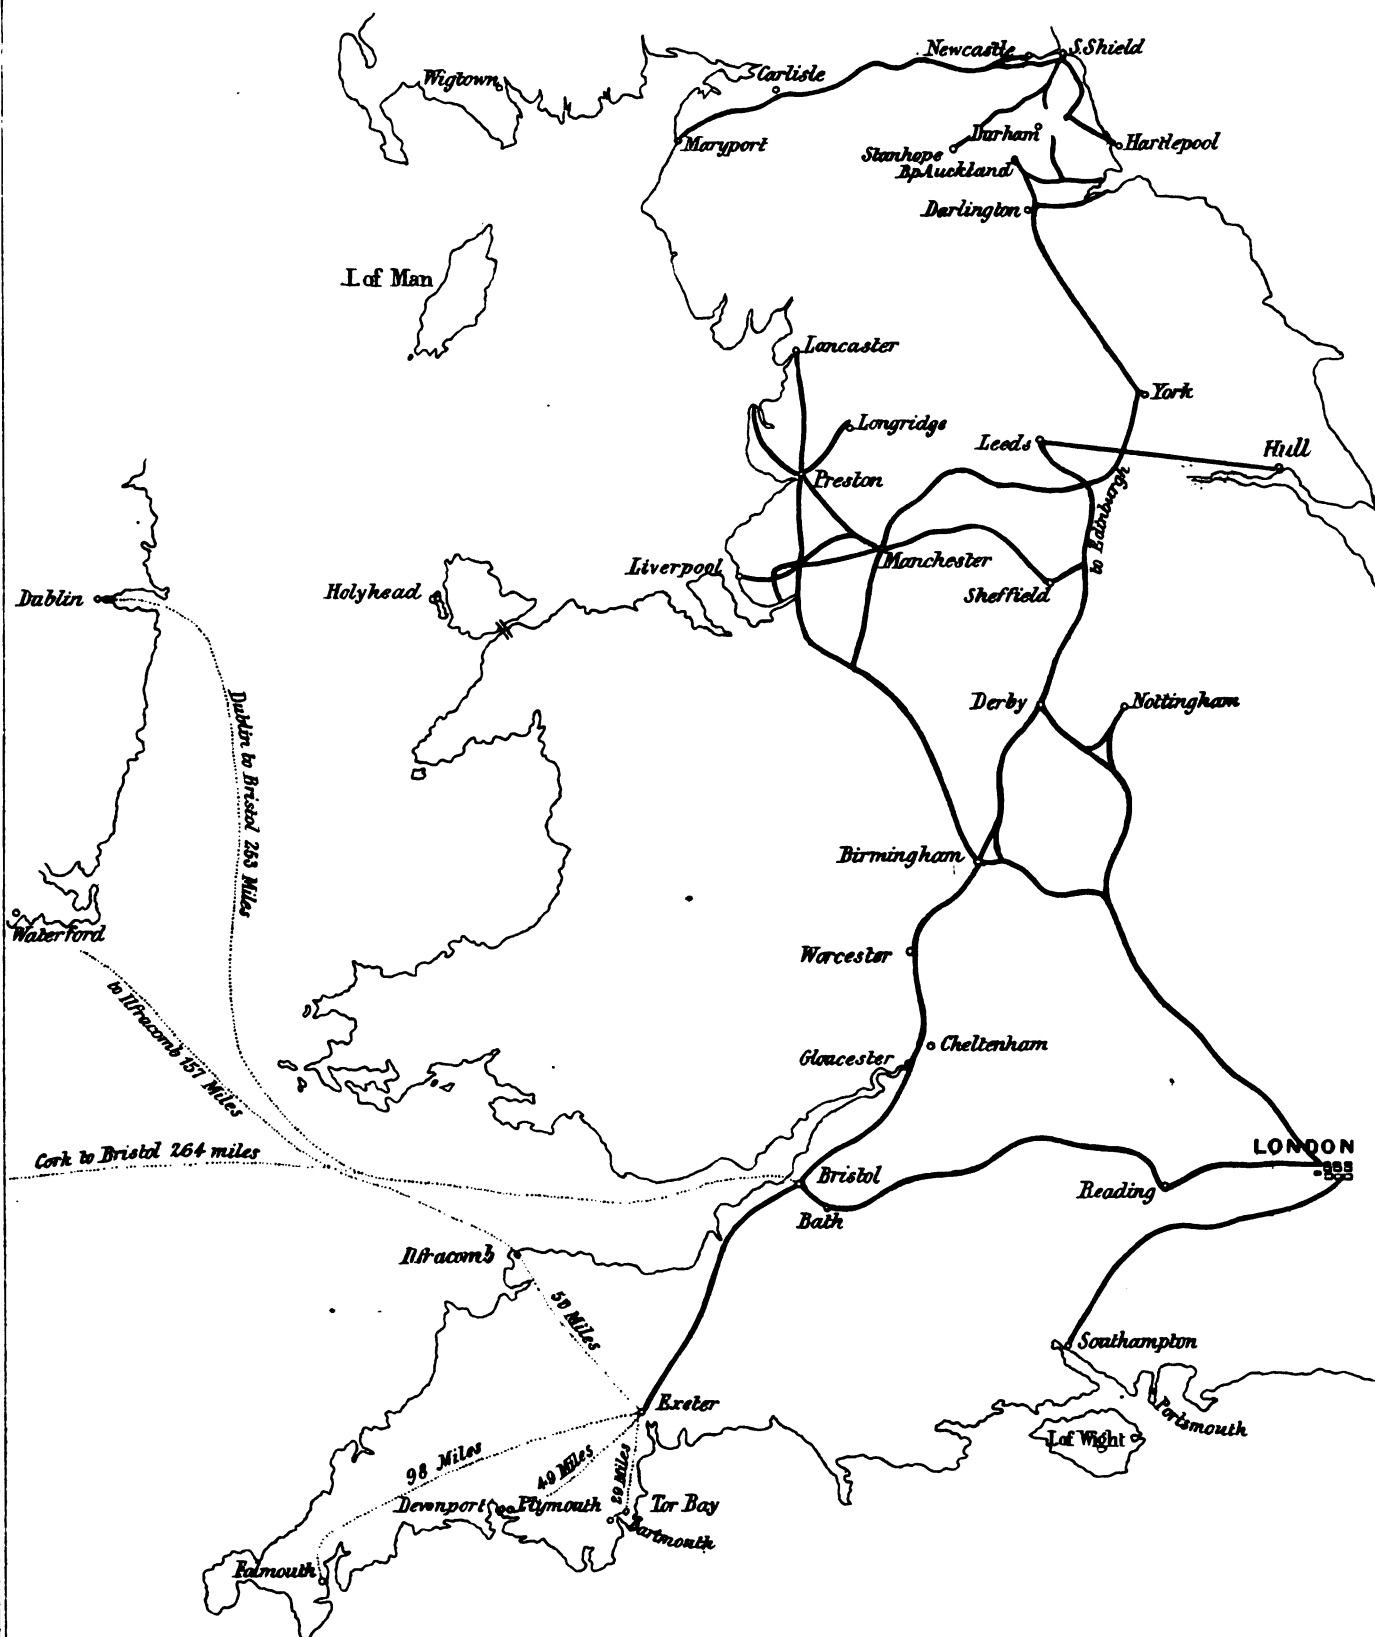 Newcastle
S.Shield
Wigtown
Carlisle
Maryport
Durham
Hartlepool
Stanhope
Bp Auckland
Darlington
I. of Man
Lancaster
York
Longridge
Leeds
Hull
Preston
to Edinburgh
Liverpool
Manchester
Sheffield
Dublin
Holyhead
Derby
Nottingham
Dublin to Bristol 253 Miles
Birmingham
Waterford
Worcester
to Ilfracomb 157 Miles
Gloucester
Cheltenham
LONDON
Cork to Bristol 264 miles
Bristol
Reading
Bath
Ilfracomb
50 Miles
Southampton
Exeter
Portsmouth
I. of Wight
98 Miles
49 Miles
29 Miles
Devonport
Plymouth
Tor Bay
Dartmouth
Falmouth